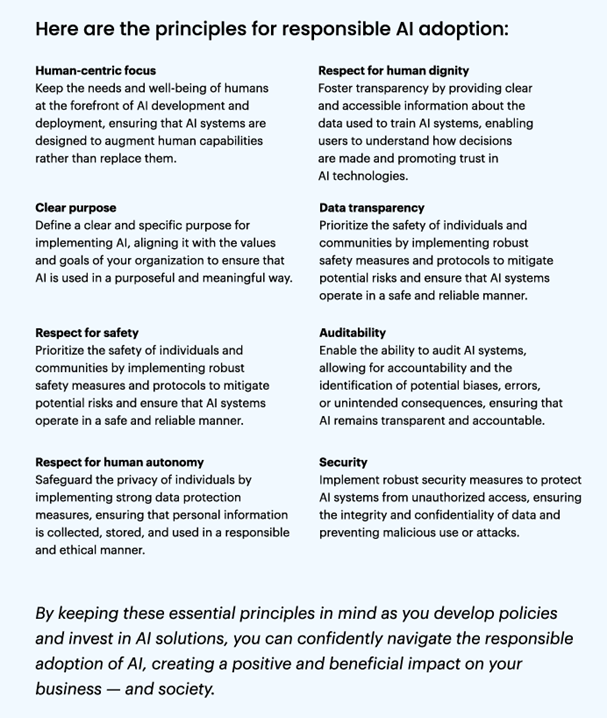 Here are the principles for responsible AI adoption:
Human-centric focus
Keep the needs and well-being of humans
at the forefront of AI development and
deployment, ensuring that AI systems are
designed to augment human capabilities
rather than replace them.
Respect for human dignity
Foster transparency by providing clear
and accessible information about the
data used to train AI systems, enabling
users to understand how decisions
are made and promoting trust in
AI technologies.
Clear purpose
Define a clear and specific purpose for
implementing AI, aligning it with the values
and goals of your organization to ensure that
AI is used in a purposeful and meaningful way.
Data transparency
Prioritize the safety of individuals and
communities by implementing robust
safety measures and protocols to mitigate
potential risks and ensure that AI systems
operate in a safe and reliable manner.
Respect for safety
Prioritize the safety of individuals and
communities by implementing robust
safety measures and protocols to mitigate
potential risks and ensure that AI systems
operate in a safe and reliable manner.
Auditability
Enable the ability to audit AI systems,
allowing for accountability and the
identification of potential biases, errors,
or unintended consequences, ensuring that
AI remains transparent and accountable.
Respect for human autonomy
Safeguard the privacy of individuals by
implementing strong data protection
measures, ensuring that personal information
is collected, stored, and used in a responsible
and ethical manner.
Security
Implement robust security measures to protect
AI systems from unauthorized access, ensuring
the integrity and confidentiality of data and
preventing malicious use or attacks.
By keeping these essential principles in mind as you develop policies
and invest in AI solutions, you can confidently navigate the responsible
adoption of AI, creating a positive and beneficial impact on your
business — and society.